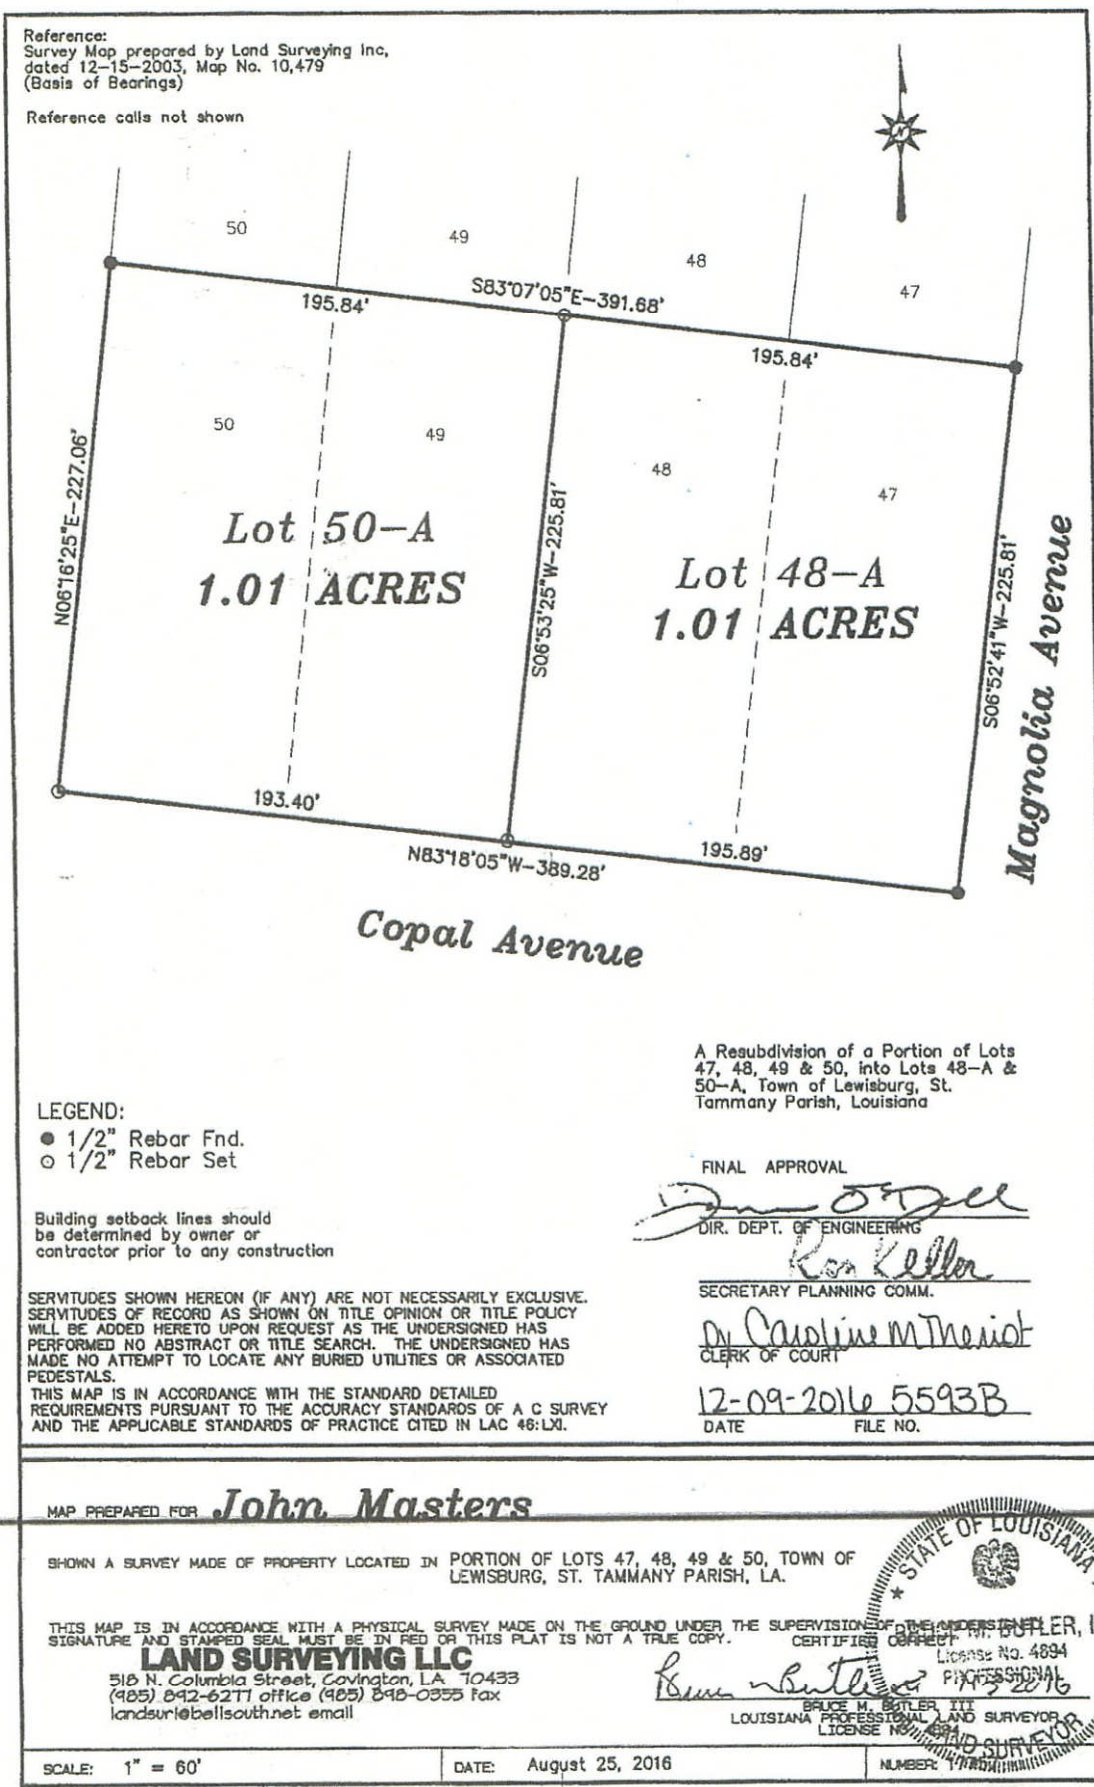 Reference:
Survey Map prepared by Land Surveying Inc,
dated 12-15-2003, Map No. 10,479
(Basis of Bearings)
Reference calls not shown
N
50
49
48
47
S83°07'05"E-391.68'
195.84'
195.84'
50
49
48
47
N06°16'25"E-227.06'
Lot 50-A
1.01 ACRES
S06°53'25"W-225.81'
Lot 48-A
1.01 ACRES
S06°52'41"W-225.81'
Magnolia Avenue
193.40'
195.89'
N83°18'05"W-389.28'
Copal Avenue
A Resubdivision of a Portion of Lots
47, 48, 49 & 50, into Lots 48-A &
50-A, Town of Lewisburg, St.
Tammany Parish, Louisiana
LEGEND:
1/2" Rebar Fnd.
1/2" Rebar Set
FINAL APPROVAL
DIR. DEPT. OF ENGINEERING
Ron Keller
SECRETARY PLANNING COMM.
Dy Caroline M Theriot
CLERK OF COURT
12-09-2016 5593B
DATE FILE NO.
Building setback lines should
be determined by owner or
contractor prior to any construction
SERVITUDES SHOWN HEREON (IF ANY) ARE NOT NECESSARILY EXCLUSIVE.
SERVITUDES OF RECORD AS SHOWN ON TITLE OPINION OR TITLE POLICY
WILL BE ADDED HERETO UPON REQUEST AS THE UNDERSIGNED HAS
PERFORMED NO ABSTRACT OR TITLE SEARCH. THE UNDERSIGNED HAS
MADE NO ATTEMPT TO LOCATE ANY BURIED UTILITIES OR ASSOCIATED
PEDESTALS.
THIS MAP IS IN ACCORDANCE WITH THE STANDARD DETAILED
REQUIREMENTS PURSUANT TO THE ACCURACY STANDARDS OF A C SURVEY
AND THE APPLICABLE STANDARDS OF PRACTICE CITED IN LAC 46:LXI.
MAP PREPARED FOR John Masters
SHOWN A SURVEY MADE OF PROPERTY LOCATED IN PORTION OF LOTS 47, 48, 49 & 50, TOWN OF
LEWISBURG, ST. TAMMANY PARISH, LA.
THIS MAP IS IN ACCORDANCE WITH A PHYSICAL SURVEY MADE ON THE GROUND UNDER THE SUPERVISION OF THE UNDERSIGNED
SIGNATURE AND STAMPED SEAL MUST BE IN RED OR THIS PLAT IS NOT A TRUE COPY. CERTIFIED CORRECT
LAND SURVEYING LLC
518 N. Columbia Street, Covington, LA 70433
(985) 892-6277 office (985) 898-0355 fax
landsur1@bellsouth.net email
STATE OF LOUISIANA
License No. 4894
PROFESSIONAL
LAND SURVEYOR
BRUCE M. BUTLER, III
LOUISIANA PROFESSIONAL LAND SURVEYOR
LICENSE NO. 4894
SCALE: 1" = 60'
DATE: August 25, 2016
NUMBER: